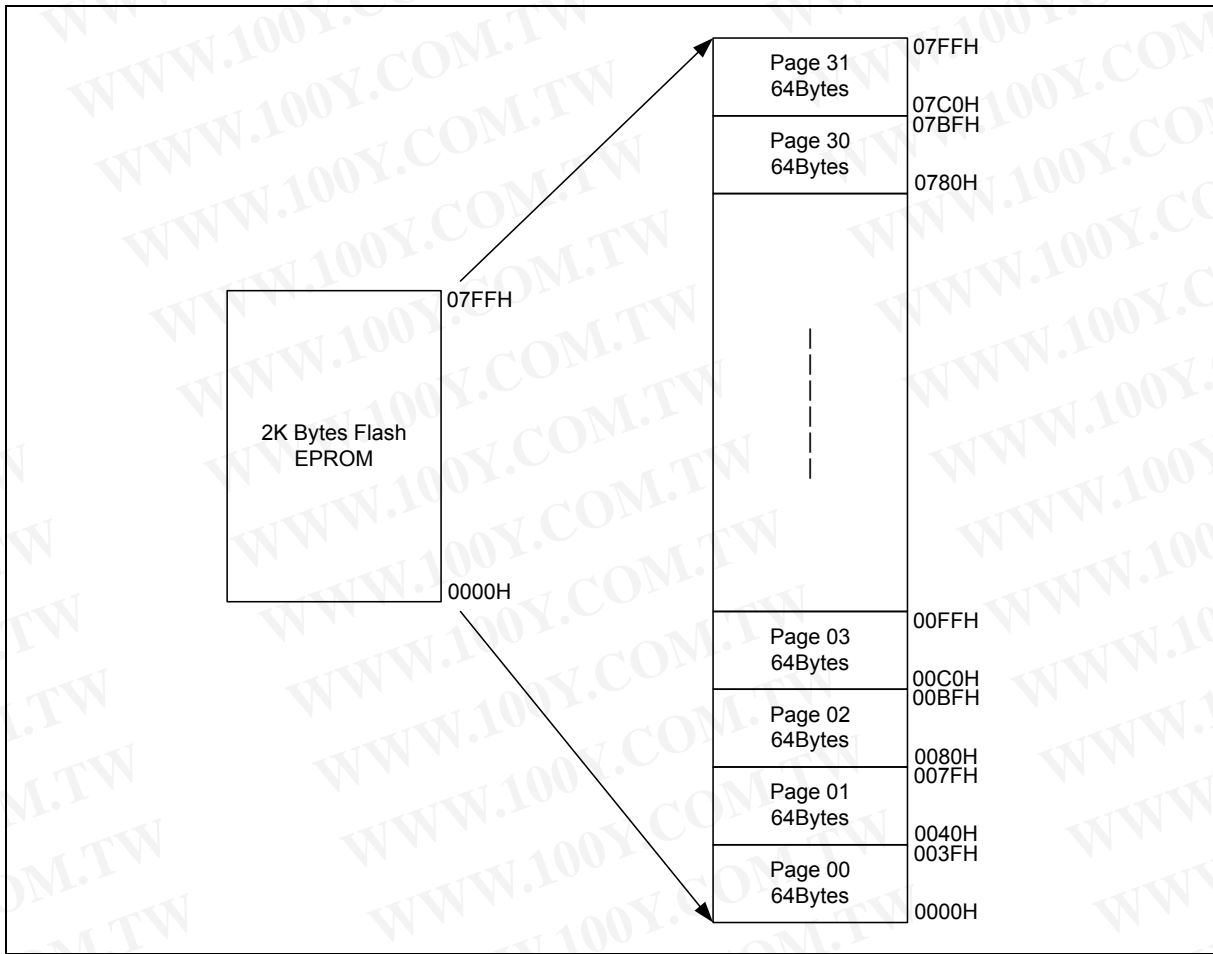 07FFH
Page 31
64Bytes
07C0H
07BFH
Page 30
64Bytes
0780H
07FFH
2K Bytes Flash
EPROM
0000H
00FFH
Page 03
64Bytes
00C0H
00BFH
Page 02
64Bytes
0080H
007FH
Page 01
64Bytes
0040H
003FH
Page 00
64Bytes
0000H
WWW.100Y.COM.TW